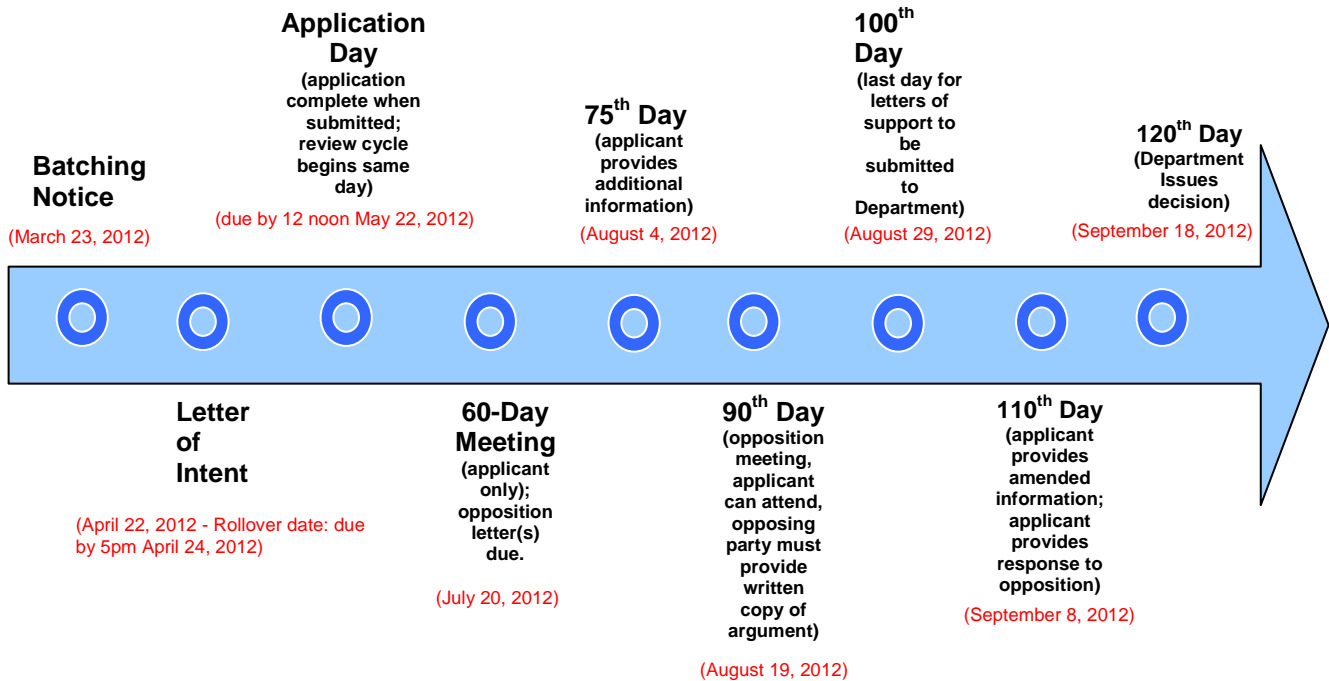 Batching
Notice
(March 23, 2012)
Letter
of
Intent
(April 22, 2012 - Rollover date: due
by 5pm April 24, 2012)
Application
Day
(application
complete when
submitted;
review cycle
begins same
day)
(due by 12 noon May 22, 2012)
60-Day
Meeting
(applicant
only);
opposition
letter(s)
due.
(July 20, 2012)
75th Day
(applicant
provides
additional
information)
(August 4, 2012)
90th Day
(opposition
meeting,
applicant
can attend,
opposing
party must
provide
written
copy of
argument)
(August 19, 2012)
100th
Day
(last day for
letters of
support to
be
submitted
to
Department)
(August 29, 2012)
110th Day
(applicant
provides
amended
information;
applicant
provides
response to
opposition)
(September 8, 2012)
120th Day
(Department
Issues
decision)
(September 18, 2012)